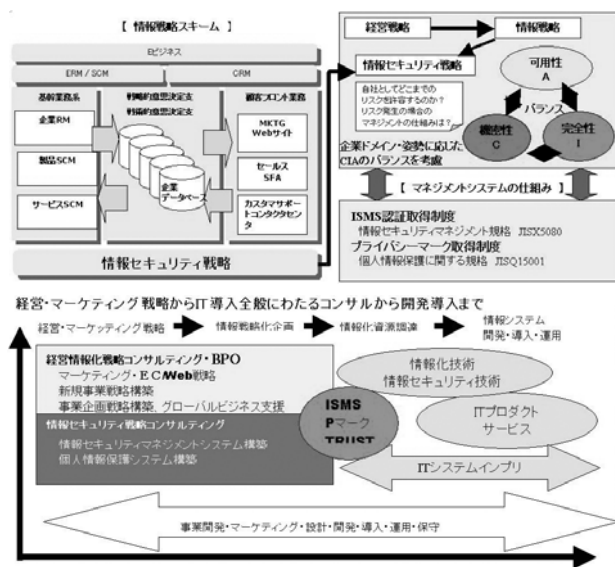 【 情報戦略スキーム 】
Eビジネス
ERM / SCM
CRM
基幹業務系
企業RM
製品SCM
サービスSCM
戦略的意思決定支
戦略的意思決定支
企業
データベース
顧客フロント業務
MKTG
Webサイト
セールス
SFA
カスタマサポート
コンタクトセンタ
情報セキュリティ戦略
経営戦略
情報戦略
情報セキュリティ戦略
自社としてどこまでの
リスクを許容するのか?
リスク発生の場合の
マネジメントの仕組みは?
可用性
A
バランス
機密性
C
完全性
I
企業ドメイン・姿勢に応じた
CIAのバランスを考慮
【 マネジメントシステムの仕組み 】
ISMS認証取得制度
情報セキュリティマネジメント規格 JISX5080
プライバシーマーク取得制度
個人情報保護に関する規格 JISQ15001
経営・マーケティング戦略からIT導入全般にわたるコンサルから開発導入まで
経営・マーケッティング戦略
情報戦略化企画
情報化資源調達
情報システム
開発・導入・運用
経営情報化戦略コンサルティング・BPO
マーケティング・EC/Web戦略
新規事業戦略構築
事業企画戦略構築、グローバルビジネス支援
情報セキュリティ戦略コンサルティング
情報セキュリティマネジメントシステム構築
個人情報保護システム構築
ISMS
Pマーク
TRUST
情報化技術
情報セキュリティ技術
ITプロダクト
サービス
ITシステムインプリ
事業開発・マーケティング・設計・開発・導入・運用・保守